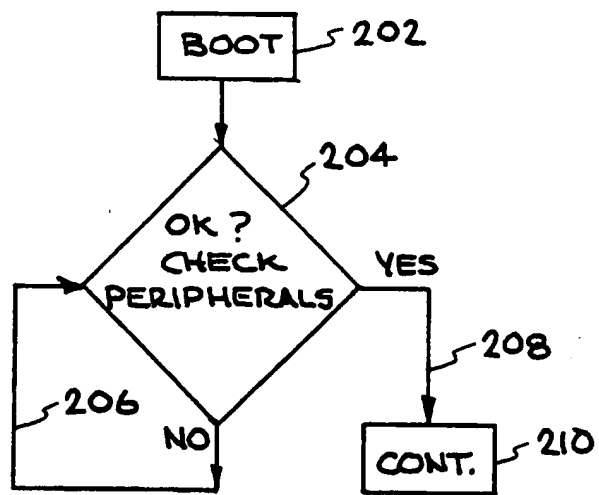 BOOT
202
204
OK ?
CHECK
PERIPHERALS
YES
208
206
NO
CONT.
210